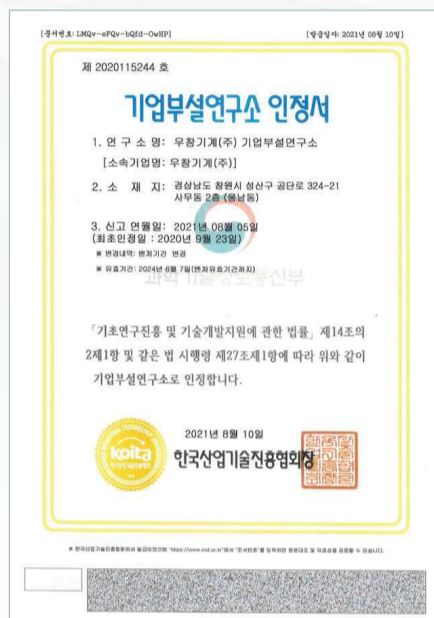 [문서번호: LMQv-eFQv-bQfd-OwHP]
[발급일자: 2021년 08월 10일]
제 2020115244 호
기업부설연구소 인정서
1. 연 구 소 명: 우창기계(주) 기업부설연구소
[소속기업명: 우창기계(주)]
2. 소 재 지: 경상남도 창원시 성산구 공단로 324-21
사무동 2층 (웅남동)
3. 신고 연월일: 2021년 08월 05일
(최초인정일 : 2020년 9월 23일)
※ 변경내역: 벤처기간 변경
※ 유효기간: 2024년 6월 7일(벤처유효기간까지)
과학기술정보통신부
「기초연구진흥 및 기술개발지원에 관한 법률」 제14조의
2제1항 및 같은 법 시행령 제27조제1항에 따라 위와 같이
기업부설연구소로 인정합니다.
2021년 8월 10일
koita
한국산업기술진흥협회장